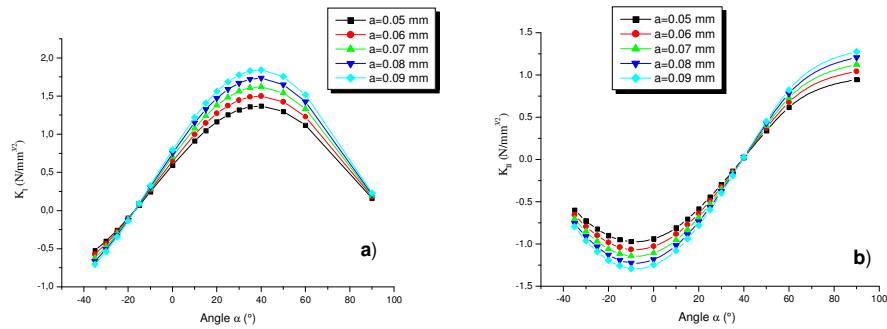 a=0.05 mm
a=0.06 mm
a=0.07 mm
a=0.08 mm
a=0.09 mm
2,0
1,5
1,0
0,5
0,0
-0,5
-1,0
K_I (N/mm^3/2)
-40 -20 0 20 40 60 80 100
Angle α (°)
a)
a=0.05 mm
a=0.06 mm
a=0.07 mm
a=0.08 mm
a=0.09 mm
1.5
1.0
0.5
0.0
-0.5
-1.0
-1.5
K_II (N/mm^3/2)
-40 -20 0 20 40 60 80 100
Angle α (°)
b)